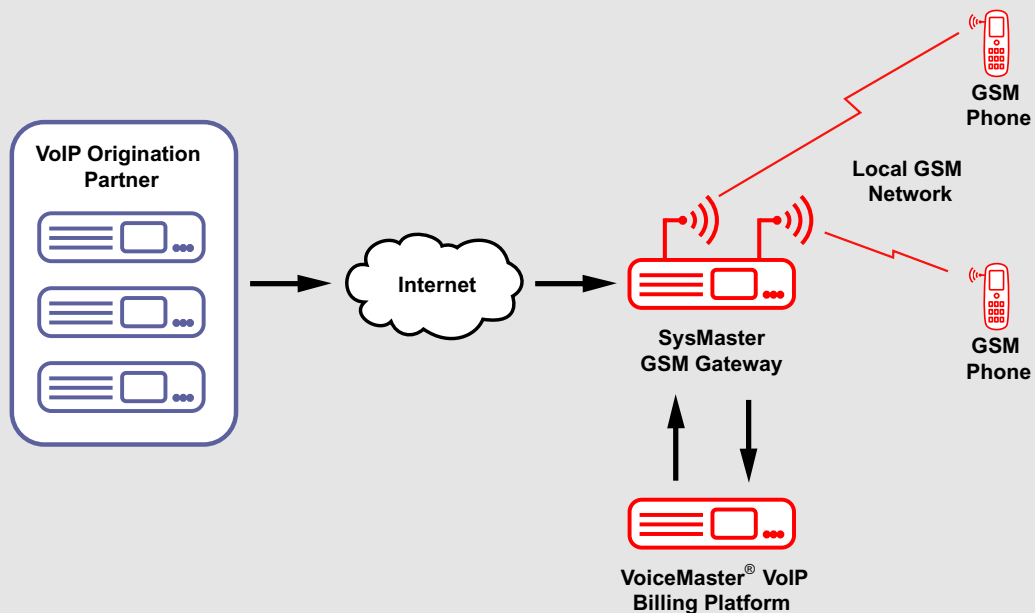 VoIP Origination
Partner
Internet
SysMaster
GSM Gateway
VoiceMaster® VoIP
Billing Platform
Local GSM
Network
GSM
Phone
GSM
Phone